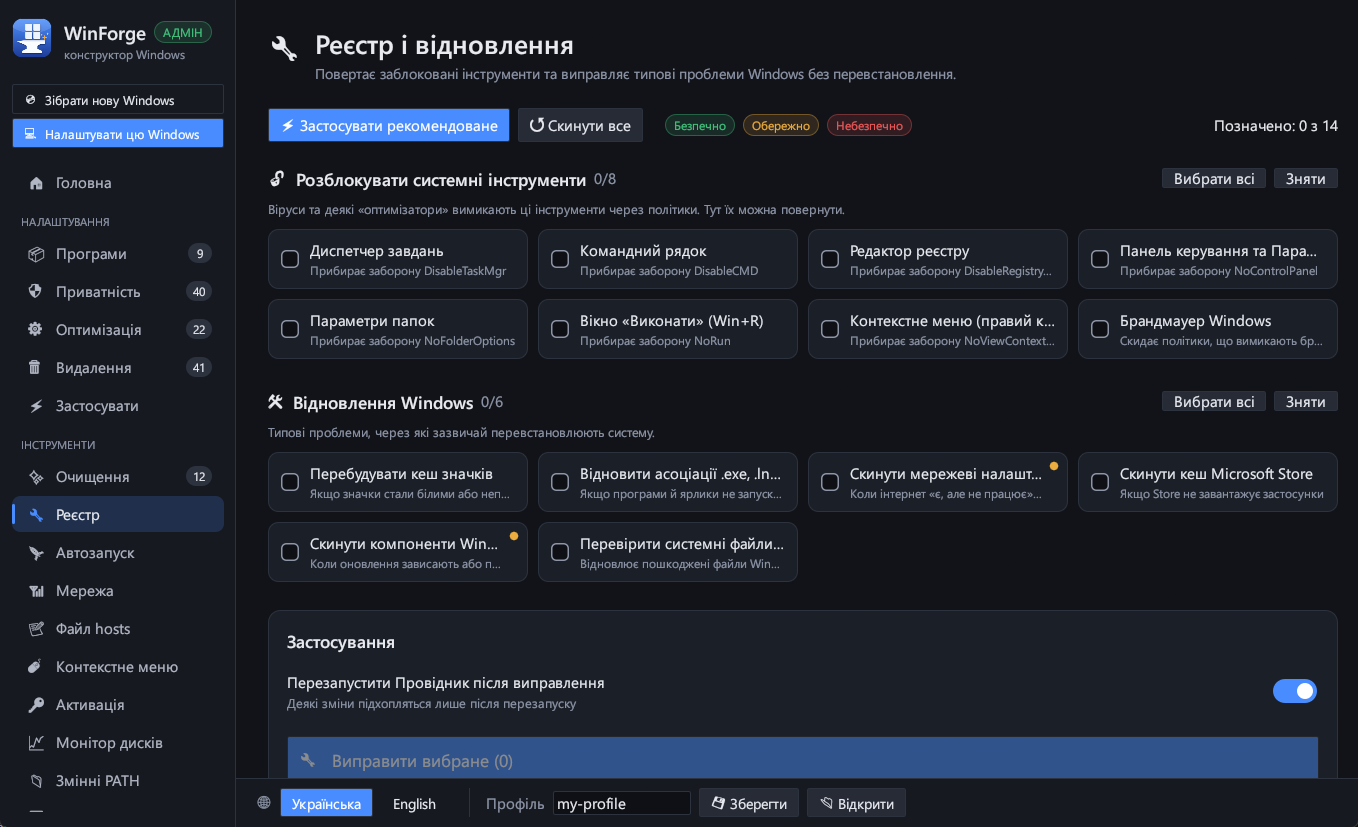 WinForge АДМІН
конструктор Windows
Зібрати нову Windows
Налаштувати цю Windows
Головна
НАЛАШТУВАННЯ
Програми 9
Приватність 40
Оптимізація 22
Видалення 41
Застосувати
ІНСТРУМЕНТИ
Очищення 12
Реєстр
Автозапуск
Мережа
Файл hosts
Контекстне меню
Активація
Монітор дисків
Змінні PATH
Реєстр і відновлення
Повертає заблоковані інструменти та виправляє типові проблеми Windows без перевстановлення.
Застосувати рекомендоване Скинути все Безпечно Обережно Небезпечно Позначено: 0 з 14
Розблокувати системні інструменти 0/8 Вибрати всі Зняти
Віруси та деякі «оптимізатори» вимикають ці інструменти через політики. Тут їх можна повернути.
Диспетчер завдань
Прибирає заборону DisableTaskMgr
Командний рядок
Прибирає заборону DisableCMD
Редактор реєстру
Прибирає заборону DisableRegistry...
Панель керування та Пара...
Прибирає заборону NoControlPanel
Параметри папок
Прибирає заборону NoFolderOptions
Вікно «Виконати» (Win+R)
Прибирає заборону NoRun
Контекстне меню (правий к...
Прибирає заборону NoViewContext...
Брандмауер Windows
Скидає політики, що вимикають бр...
Відновлення Windows 0/6 Вибрати всі Зняти
Типові проблеми, через які зазвичай перевстановлюють систему.
Перебудувати кеш значків
Якщо значки стали білими або неп...
Відновити асоціації .exe, .ln...
Якщо програми й ярлики не запуск...
Скинути мережеві налашт...
Коли інтернет «є, але не працює»...
Скинути кеш Microsoft Store
Якщо Store не завантажує застосунки
Скинути компоненти Win...
Коли оновлення зависають або п...
Перевірити системні файли...
Відновлює пошкоджені файли Win...
Застосування
Перезапустити Провідник після виправлення
Деякі зміни підхопляться лише після перезапуску
Виправити вибране (0)
Українська English Профіль my-profile Зберегти Відкрити